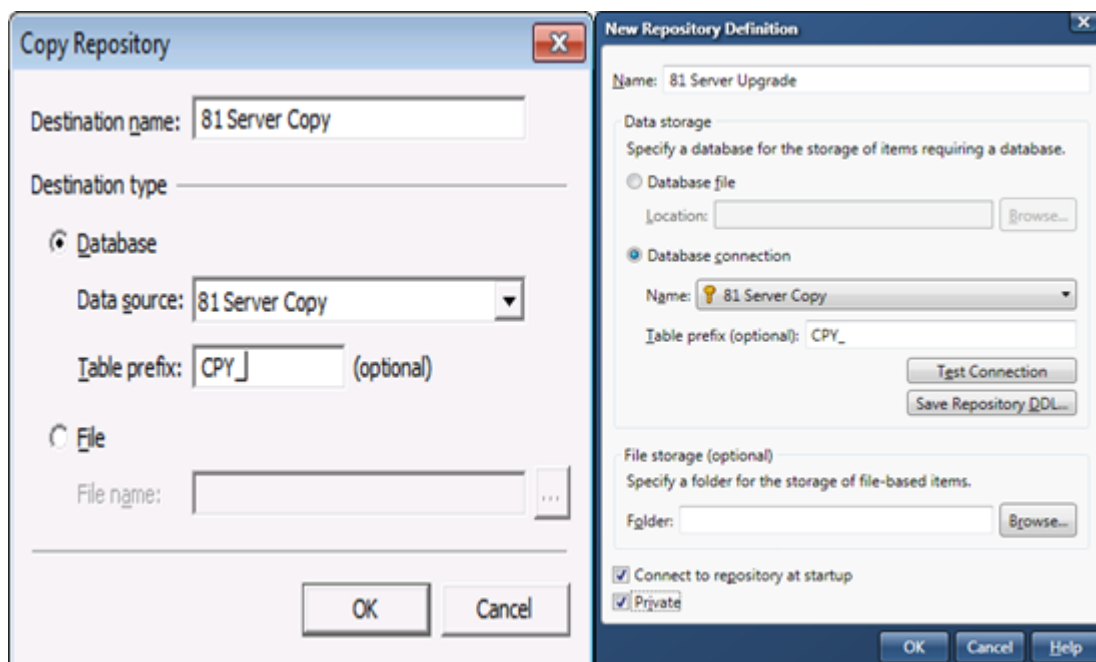 Copy Repository
Destination name: 81 Server Copy
Destination type
Database
Data source: 81 Server Copy
Table prefix: CPY_ (optional)
File
File name: ...
OK Cancel
New Repository Definition
Name: 81 Server Upgrade
Data storage
Specify a database for the storage of items requiring a database.
Database file
Location: Browse...
Database connection
Name: 81 Server Copy
Table prefix (optional): CPY_
Test Connection
Save Repository DDL...
File storage (optional)
Specify a folder for the storage of file-based items.
Folder: Browse...
Connect to repository at startup
Private
OK Cancel Help